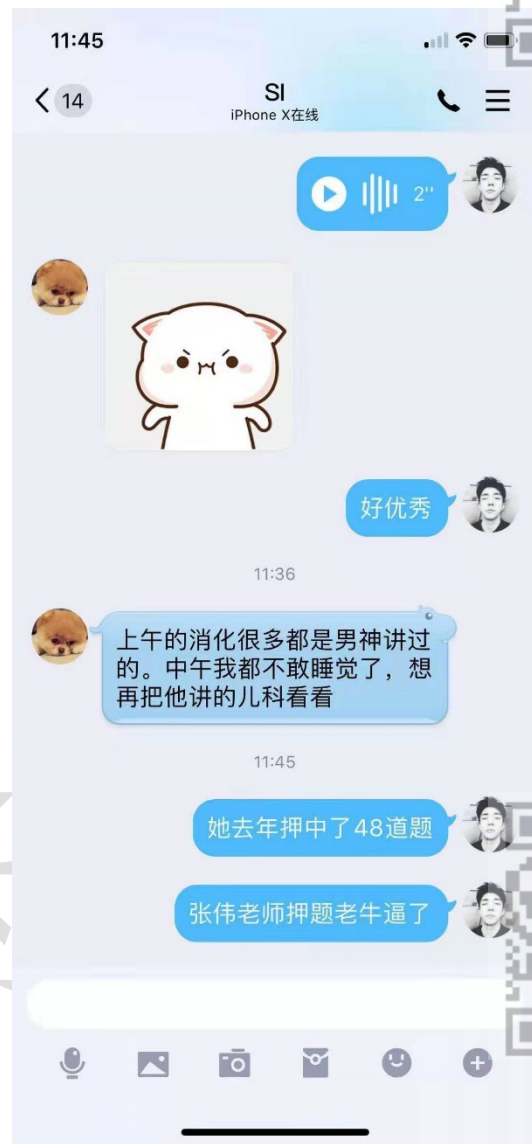 11:45
14
SI
iPhone X在线
2''
好优秀
11:36
上午的消化很多都是男神讲过
的。中午我都不敢睡觉了，想
再把他讲的儿科看看
11:45
她去年押中了48道题
张伟老师押题老牛逼了